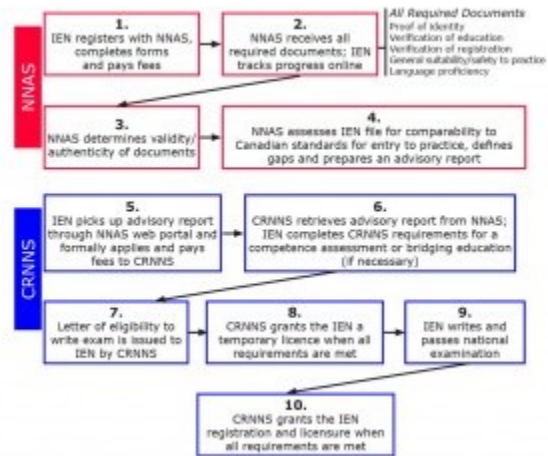 NNAS
1.
IEN registers with NNAS,
completes forms
and pays fees
2.
NNAS receives all
required documents; IEN
tracks progress online
All Required Documents
Proof of identity
Verification of education
Verification of registration
General suitability/safety to practice
Language proficiency
3.
NNAS determines validity/
authenticity of documents
4.
NNAS assesses IEN file for comparability to
Canadian standards for entry to practice, defines
gaps and prepares an advisory report
CRNNS
5.
IEN picks up advisory report
through NNAS web portal and
formally applies and pays
fees to CRNNS
6.
CRNNS retrieves advisory report from NNAS;
IEN completes CRNNS requirements for a
competence assessment or bridging education
(if necessary)
7.
Letter of eligibility to
write exam is issued to
IEN by CRNNS
8.
CRNNS grants the IEN a
temporary licence when all
requirements are met
9.
IEN writes and
passes national
examination
10.
CRNNS grants the IEN
registration and licensure when
all requirements are met